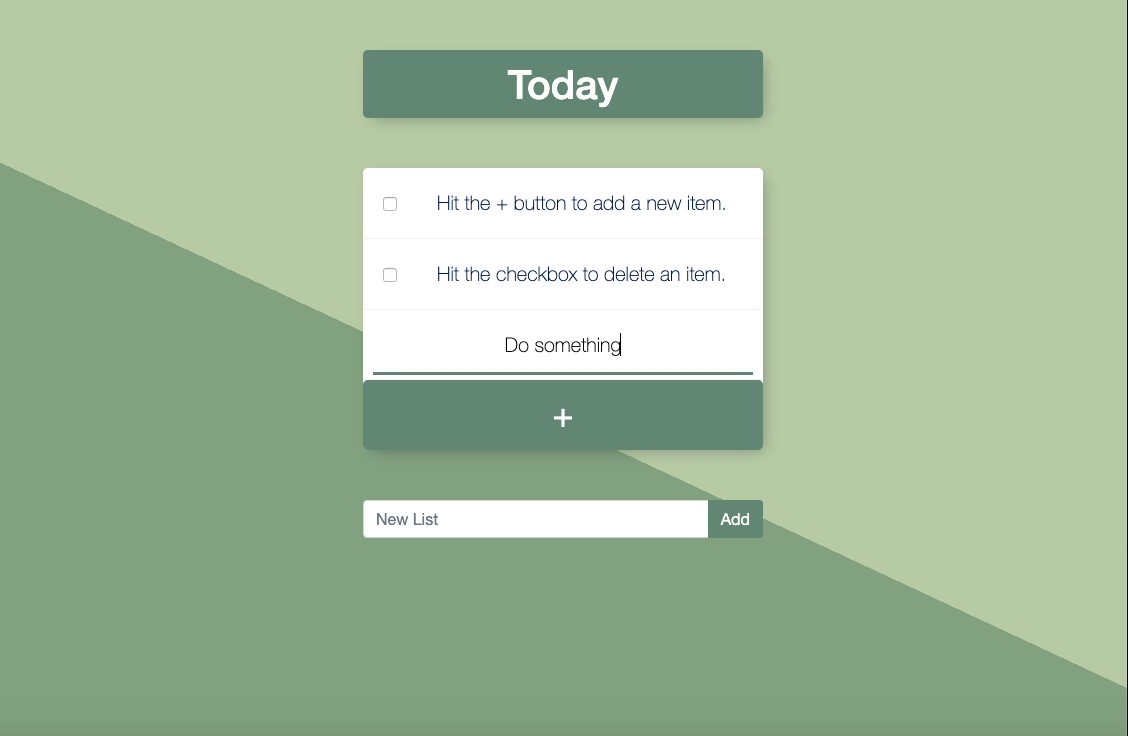 Today
Hit the + button to add a new item.
Hit the checkbox to delete an item.
Do something
+
New List
Add